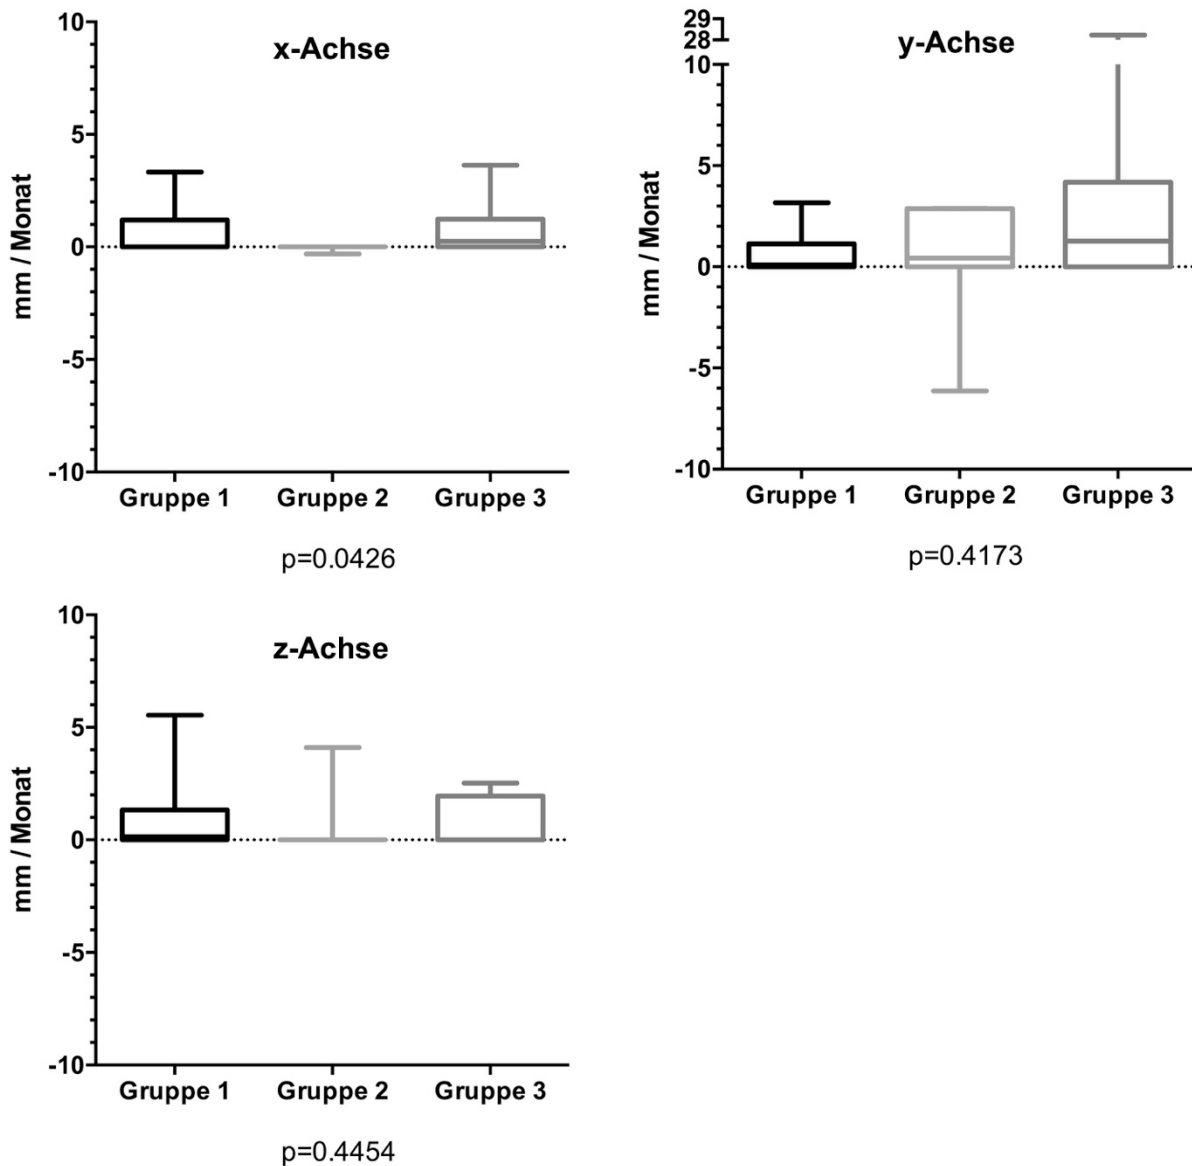 x-Achse
10
5
0
-5
-10
mm / Monat
Gruppe 1 Gruppe 2 Gruppe 3
p=0.0426
y-Achse
29
28
10
5
0
-5
-10
mm / Monat
Gruppe 1 Gruppe 2 Gruppe 3
p=0.4173
z-Achse
10
5
0
-5
-10
mm / Monat
Gruppe 1 Gruppe 2 Gruppe 3
p=0.4454